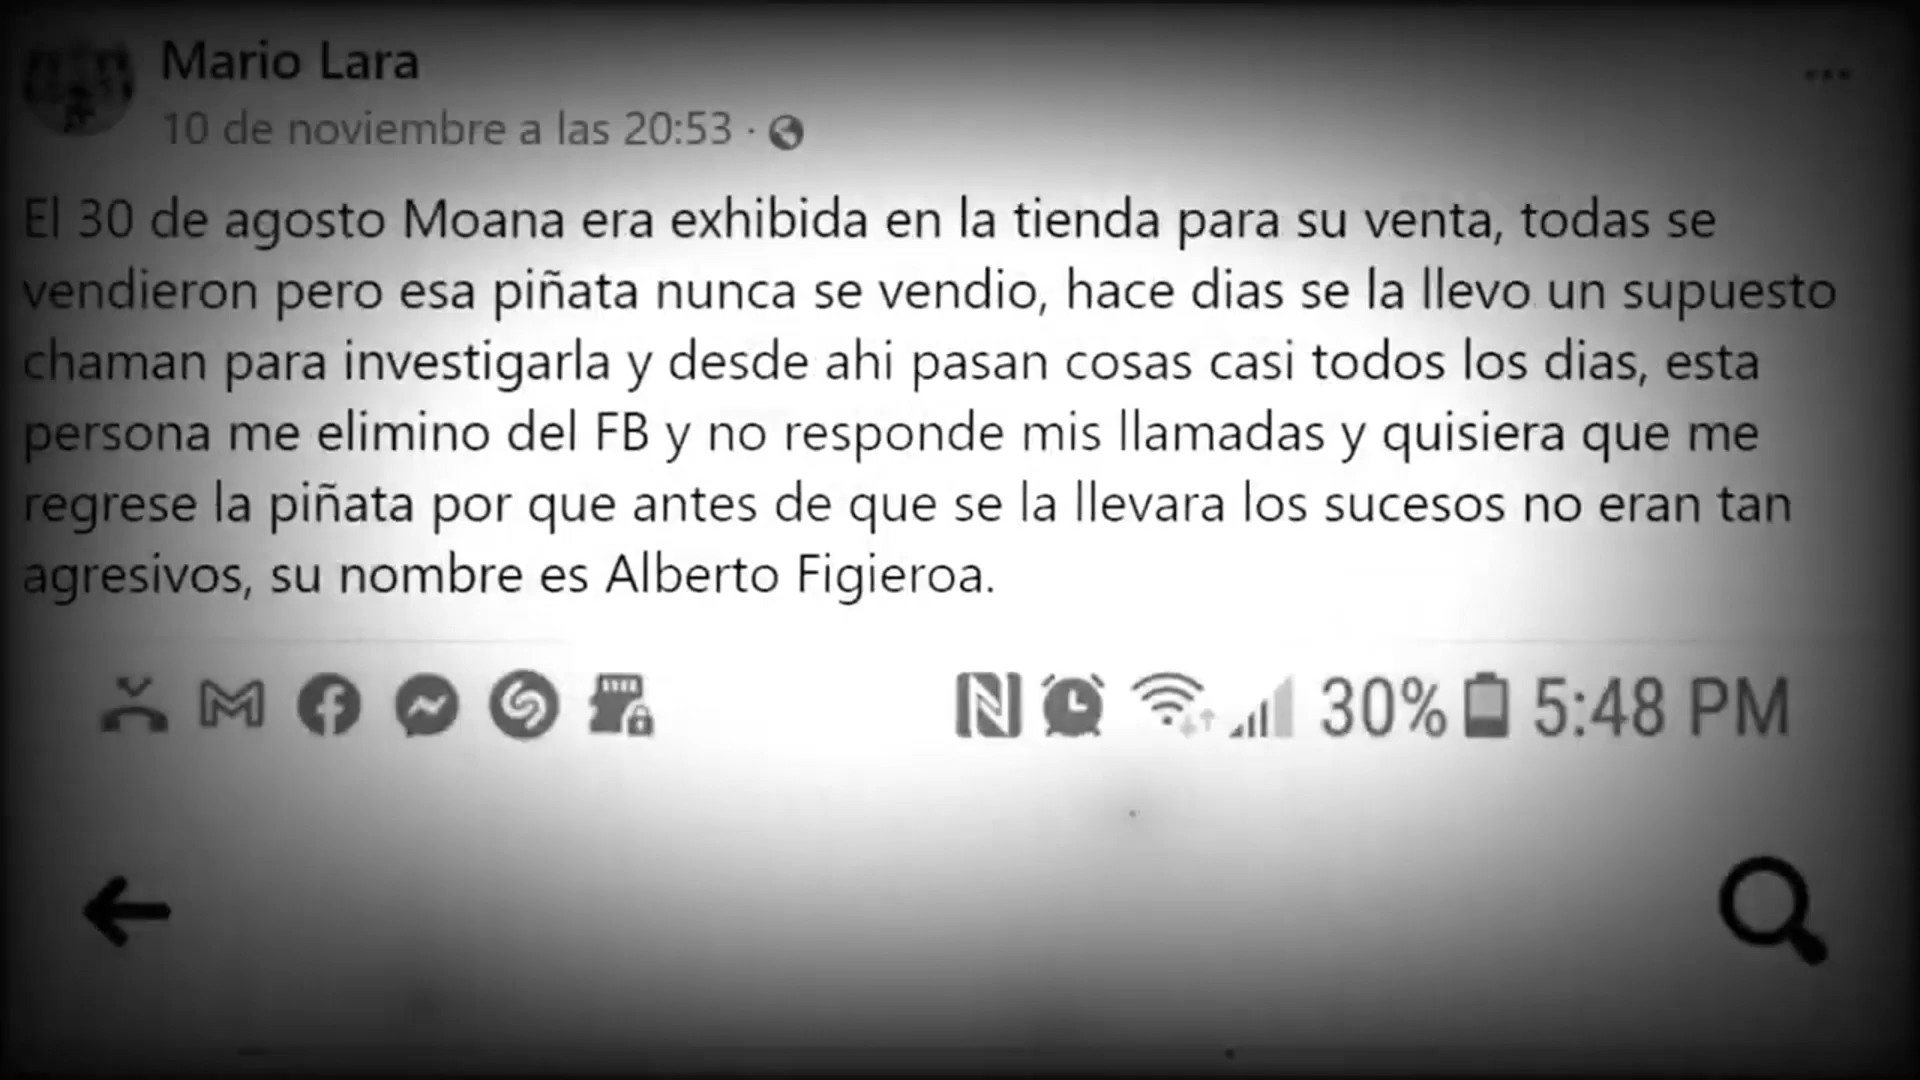 Mario Lara
10 de noviembre a las 20:53 ·
El 30 de agosto Moana era exhibida en la tienda para su venta, todas se
vendieron pero esa piñata nunca se vendio, hace dias se la llevo un supuesto
chaman para investigarla y desde ahi pasan cosas casi todos los dias, esta
persona me elimino del FB y no responde mis llamadas y quisiera que me
regrese la piñata por que antes de que se la llevara los sucesos no eran tan
agresivos, su nombre es Alberto Figieroa.
30% 5:48 PM